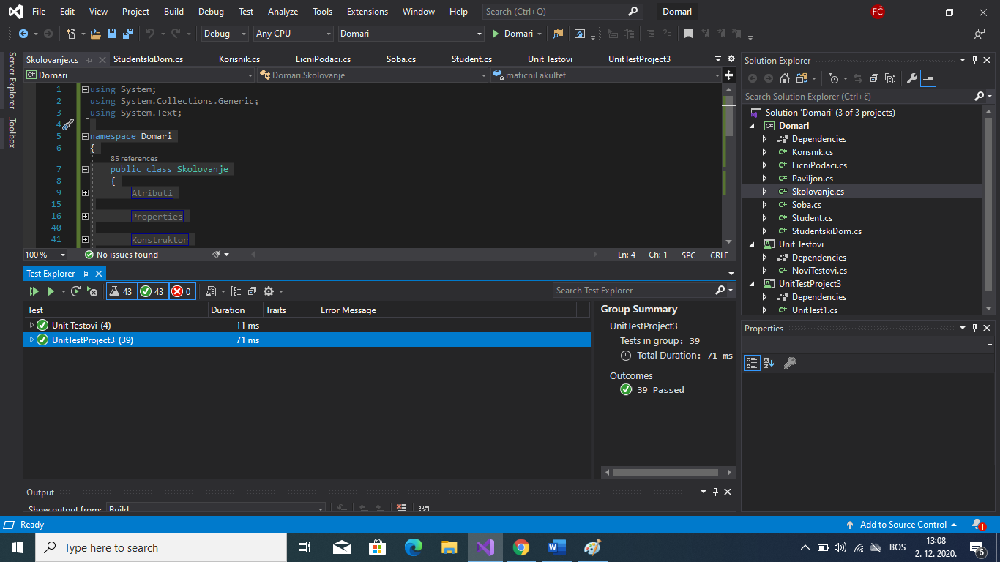 File Edit View Project Build Debug Test Analyze Tools Extensions Window Help Search (Ctrl+Q) Domari FČ
Debug Any CPU Domari Domari
Server Explorer
Toolbox
Skolovanje.cs StudentskiDom.cs Korisnik.cs LicniPodaci.cs Soba.cs Student.cs Unit Testovi UnitTestProject3
C# Domari Domari.Skolovanje maticniFakultet
1 using System;
2 using System.Collections.Generic;
3 using System.Text;
4
5 namespace Domari
6 {
85 references
7 public class Skolovanje
8 {
9 Atributi
15
16 Properties
40
41 Konstruktor
100 % No issues found Ln: 4 Ch: 1 SPC CRLF
Test Explorer
43 43 0 Search Test Explorer
Test Duration Traits Error Message
Unit Testovi (4) 11 ms
UnitTestProject3 (39) 71 ms
Group Summary
UnitTestProject3
Tests in group: 39
Total Duration: 71 ms
Outcomes
39 Passed
Output
Show output from: Build
Solution Explorer
Search Solution Explorer (Ctrl+č)
Solution 'Domari' (3 of 3 projects)
C# Domari
Dependencies
C# Korisnik.cs
C# LicniPodaci.cs
C# Paviljon.cs
C# Skolovanje.cs
C# Soba.cs
C# Student.cs
C# StudentskiDom.cs
Unit Testovi
Dependencies
C# NoviTestovi.cs
UnitTestProject3
Dependencies
C# UnitTest1.cs
Properties
Ready Add to Source Control 1
Type here to search BOS 13:08
2. 12. 2020. 6